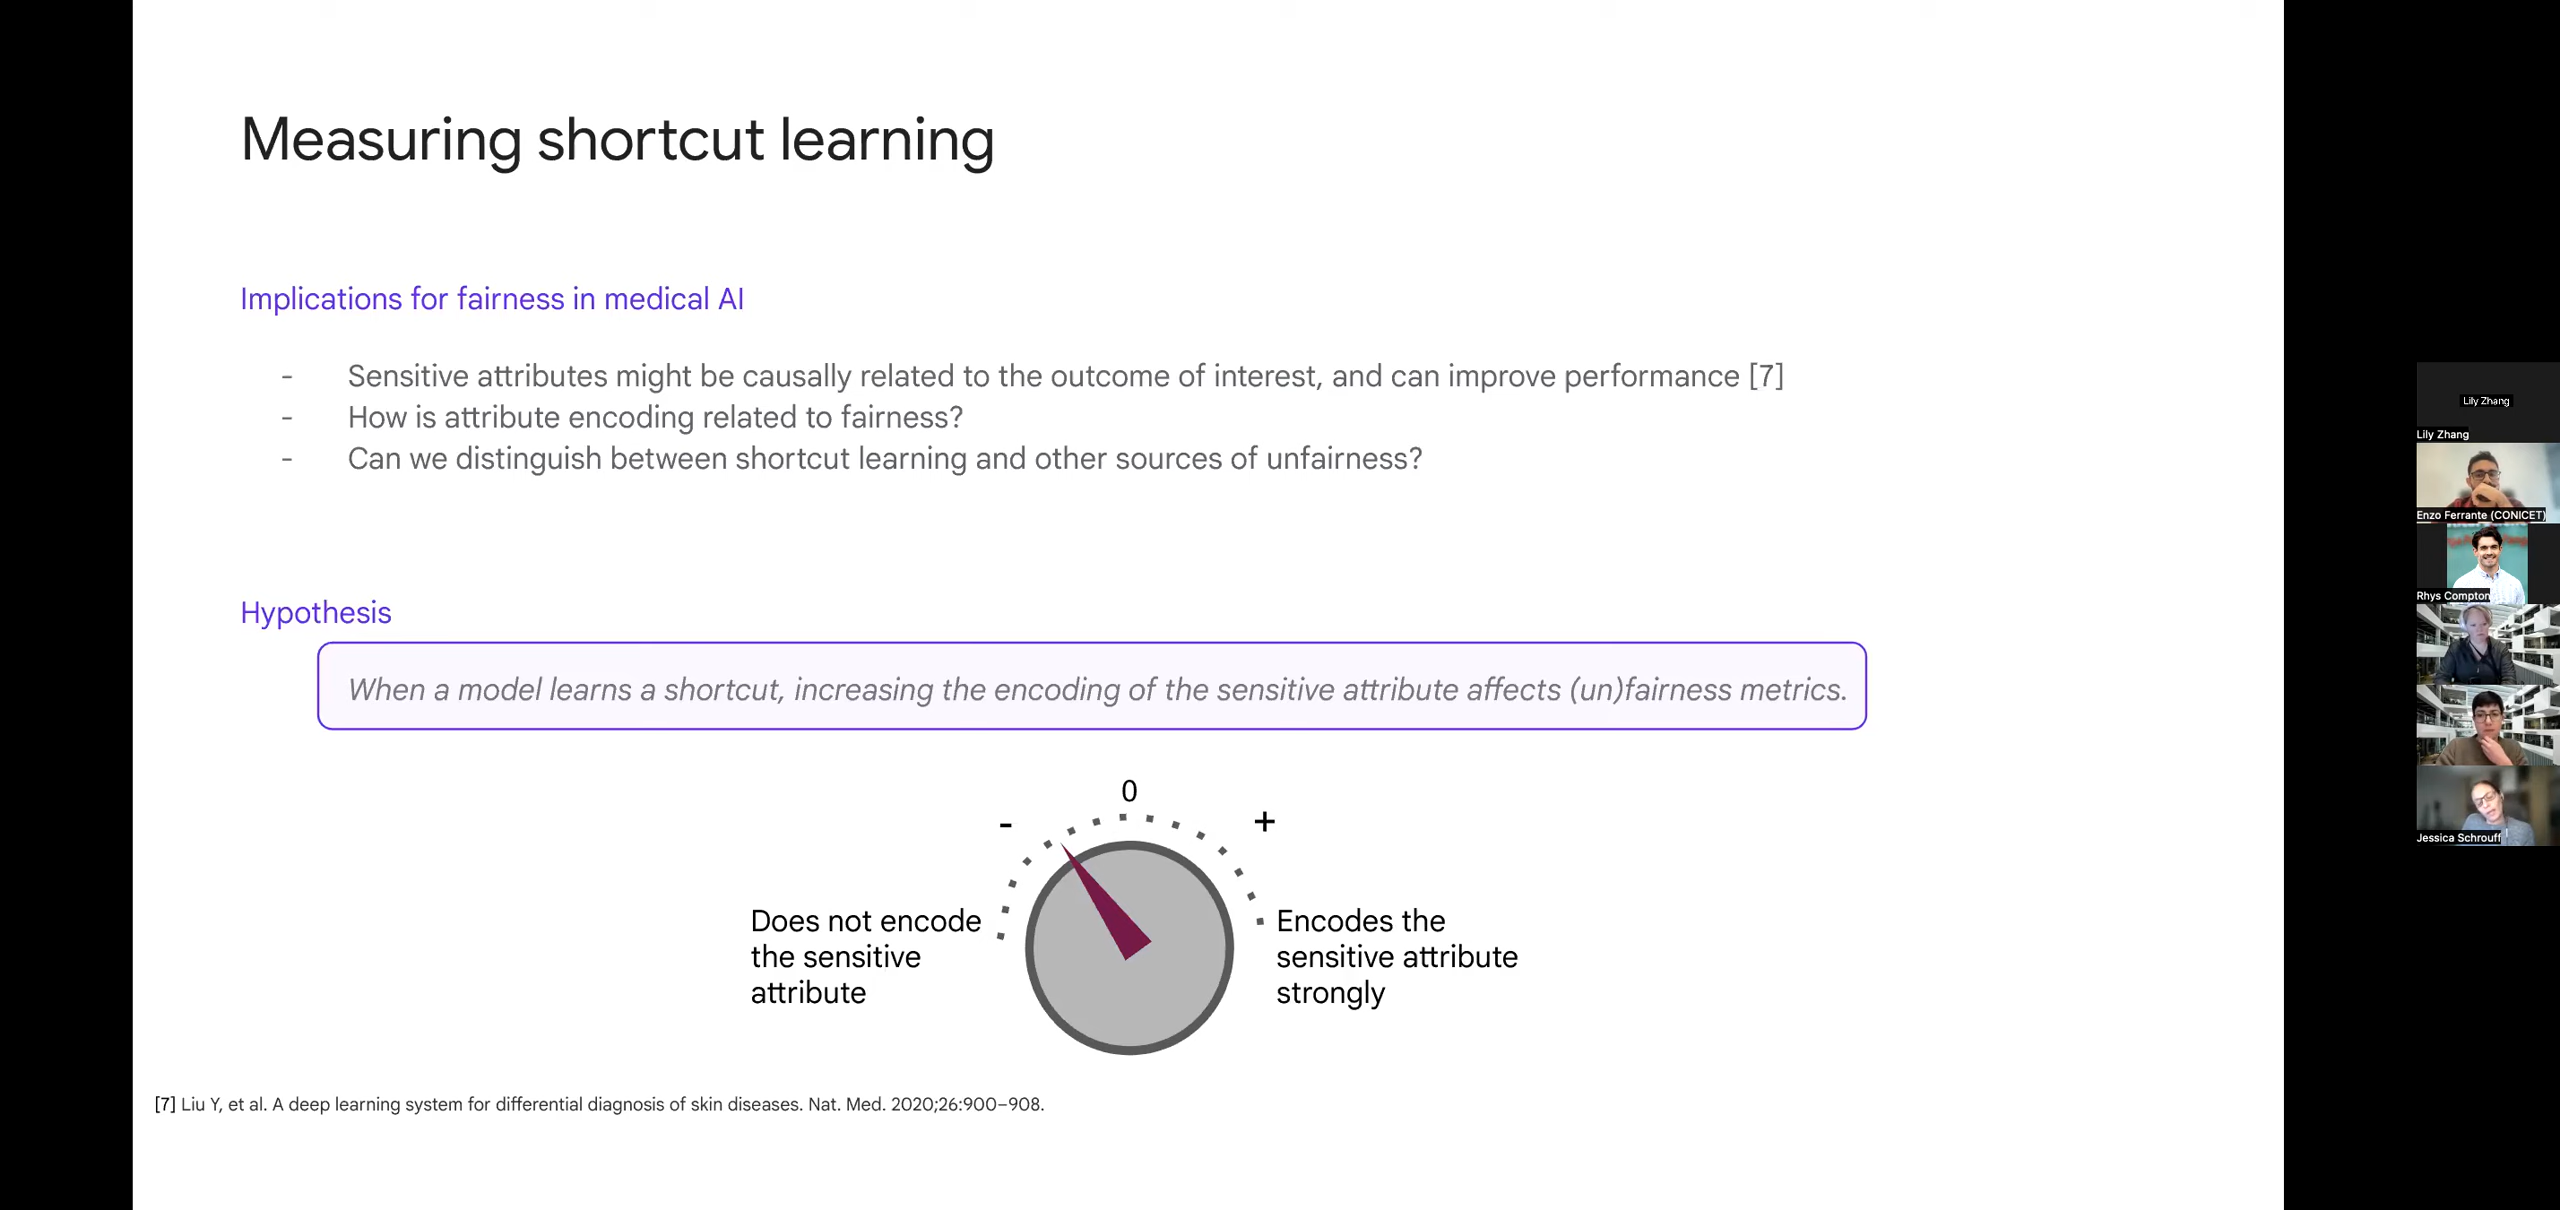 Measuring shortcut learning
Implications for fairness in medical AI
- Sensitive attributes might be causally related to the outcome of interest, and can improve performance [7]
- How is attribute encoding related to fairness?
- Can we distinguish between shortcut learning and other sources of unfairness?
Hypothesis
When a model learns a shortcut, increasing the encoding of the sensitive attribute affects (un)fairness metrics.
0
- +
Does not encode
the sensitive
attribute
Encodes the
sensitive attribute
strongly
[7] Liu Y, et al. A deep learning system for differential diagnosis of skin diseases. Nat. Med. 2020;26:900–908.
Lily Zhang
Lily Zhang
Enzo Ferrante (CONICET)
Rhys Compton
Jessica Schrouff